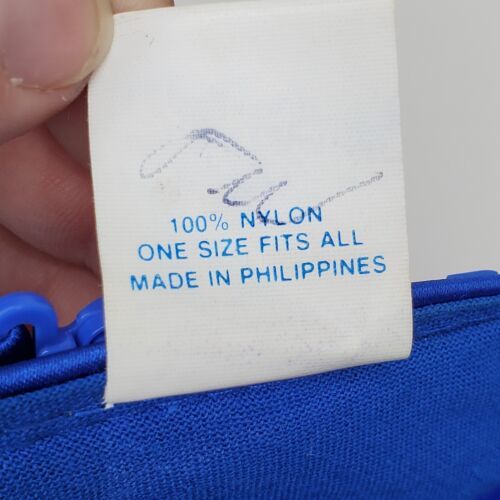 100% NYLON
ONE SIZE FITS ALL
MADE IN PHILIPPINES